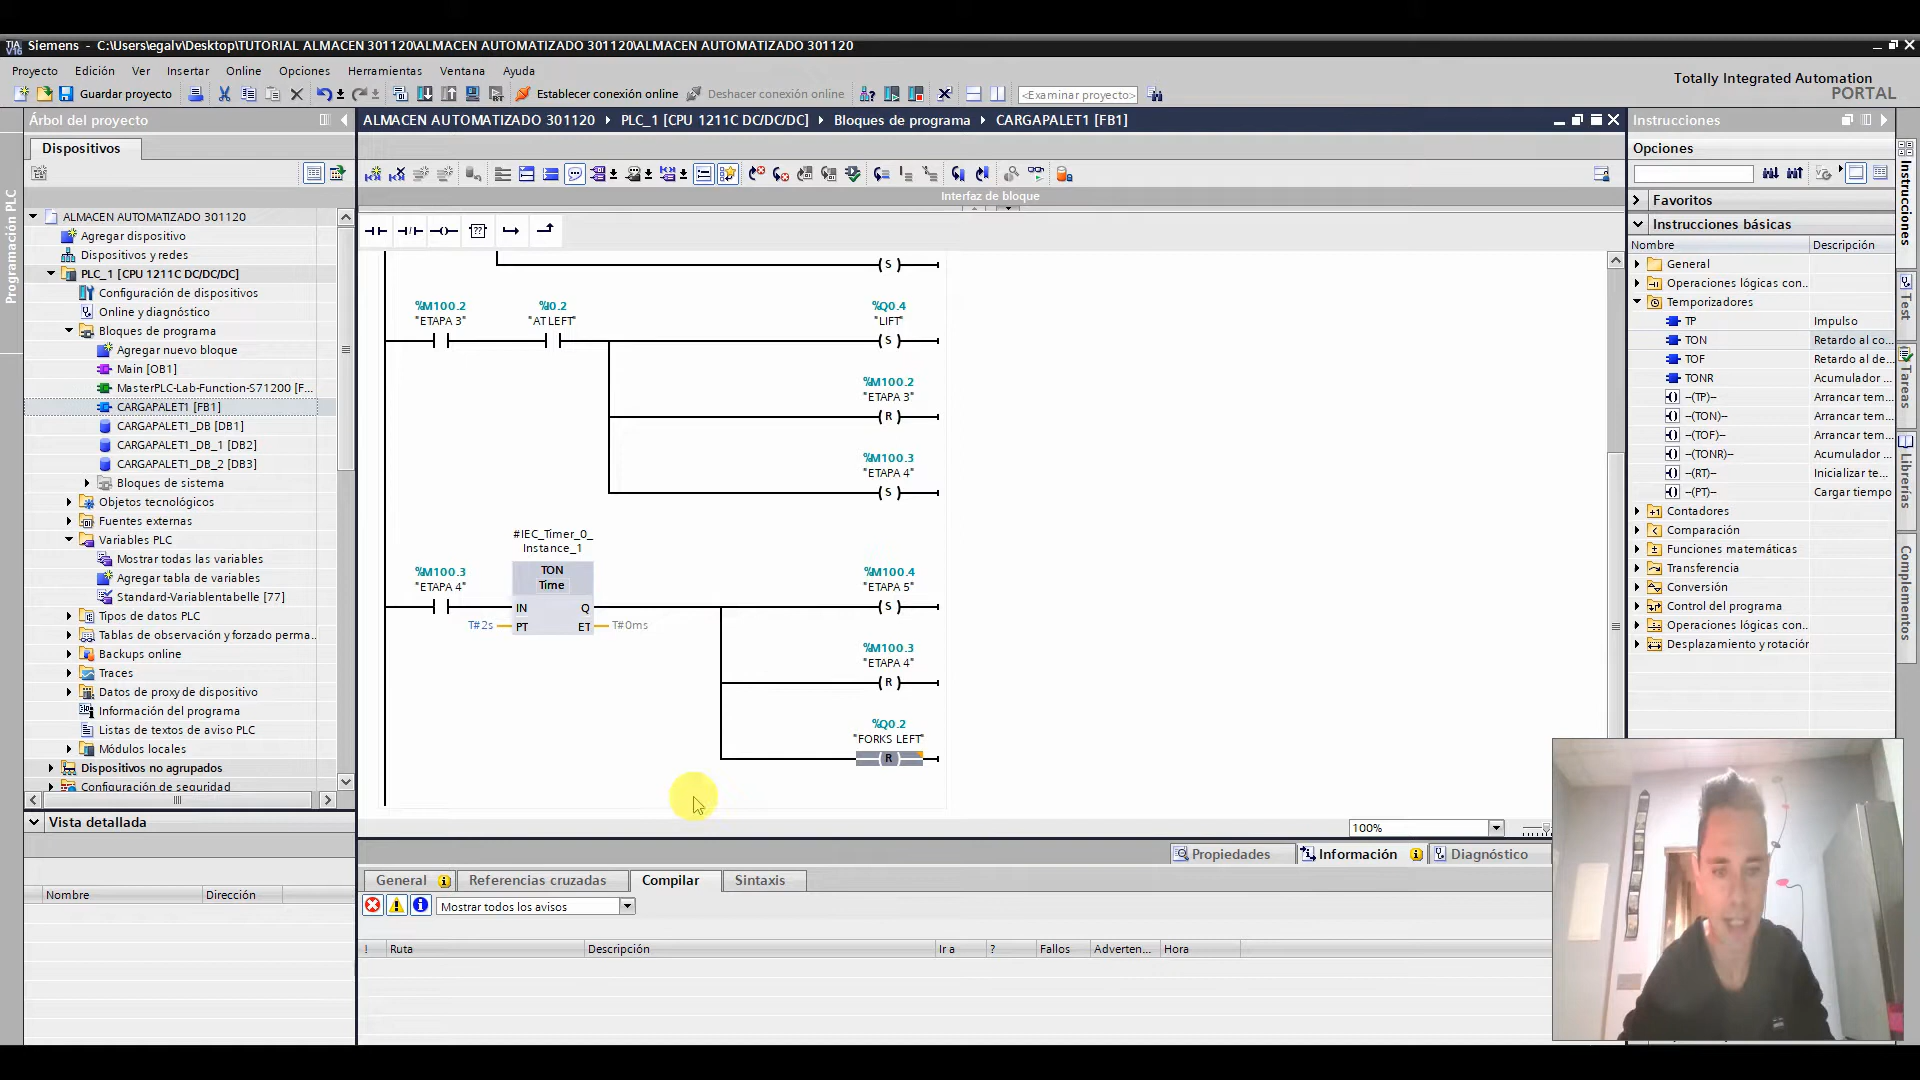 Siemens - C:\Users\egalv\Desktop\TUTORIAL ALMACEN 301120\ALMACEN AUTOMATIZADO 301120\ALMACEN AUTOMATIZADO 301120
Proyecto Edición Ver Insertar Online Opciones Herramientas Ventana Ayuda
Totally Integrated Automation
PORTAL
Guardar proyecto Establecer conexión online Deshacer conexión online <Examinar proyecto>
Árbol del proyecto
ALMACEN AUTOMATIZADO 301120 PLC_1 [CPU 1211C DC/DC/DC] Bloques de programa CARGAPALET1 [FB1]
Instrucciones
Dispositivos
Opciones
Programación PLC
Interfaz de bloque
ALMACEN AUTOMATIZADO 301120
Agregar dispositivo
Dispositivos y redes
PLC_1 [CPU 1211C DC/DC/DC]
Configuración de dispositivos
Online y diagnóstico
Bloques de programa
Agregar nuevo bloque
Main [OB1]
MasterPLC-Lab-Function-S71200 [F...
CARGAPALET1 [FB1]
CARGAPALET1_DB [DB1]
CARGAPALET1_DB_1 [DB2]
CARGAPALET1_DB_2 [DB3]
Bloques de sistema
Objetos tecnológicos
Fuentes externas
Variables PLC
Mostrar todas las variables
Agregar tabla de variables
Standard-Variablentabelle [77]
Tipos de datos PLC
Tablas de observación y forzado perma...
Backups online
Traces
Datos de proxy de dispositivo
Información del programa
Listas de textos de aviso PLC
Módulos locales
Dispositivos no agrupados
Configuración de seguridad
Vista detallada
Nombre Dirección
??
S
%M100.2 %I0.2 %Q0.4
"ETAPA 3" "AT LEFT" "LIFT"
S
%M100.2
"ETAPA 3"
R
%M100.3
"ETAPA 4"
S
#IEC_Timer_0_
Instance_1
TON
Time
%M100.3 %M100.4
"ETAPA 4" "ETAPA 5"
IN Q S
T#2s PT ET T#0ms
%M100.3
"ETAPA 4"
R
%Q0.2
"FORKS LEFT"
R
100%
Propiedades Información Diagnóstico
General Referencias cruzadas Compilar Sintaxis
Mostrar todos los avisos
! Ruta Descripción Ir a ? Fallos Adverten... Hora
Favoritos
Instrucciones básicas
Nombre Descripción
General
Operaciones lógicas con...
Temporizadores
TP Impulso
TON Retardo al co...
TOF Retardo al de...
TONR Acumulador ...
-(TP)- Arrancar tem...
-(TON)- Arrancar tem...
-(TOF)- Arrancar tem...
-(TONR)- Acumulador ...
-(RT)- Inicializar te...
-(PT)- Cargar tiempo
Contadores
Comparación
Funciones matemáticas
Transferencia
Conversión
Control del programa
Operaciones lógicas con...
Desplazamiento y rotación
Instrucciones
Test
Tareas
Librerías
Complementos